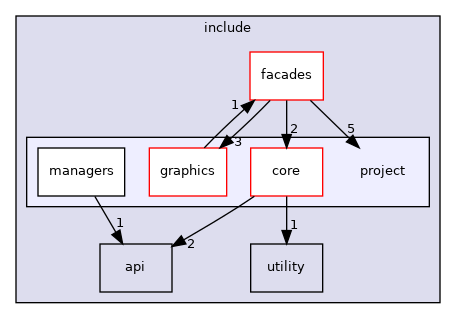 include
facades
1
3
2
5
managers
graphics
core
project
1
2
1
api
utility